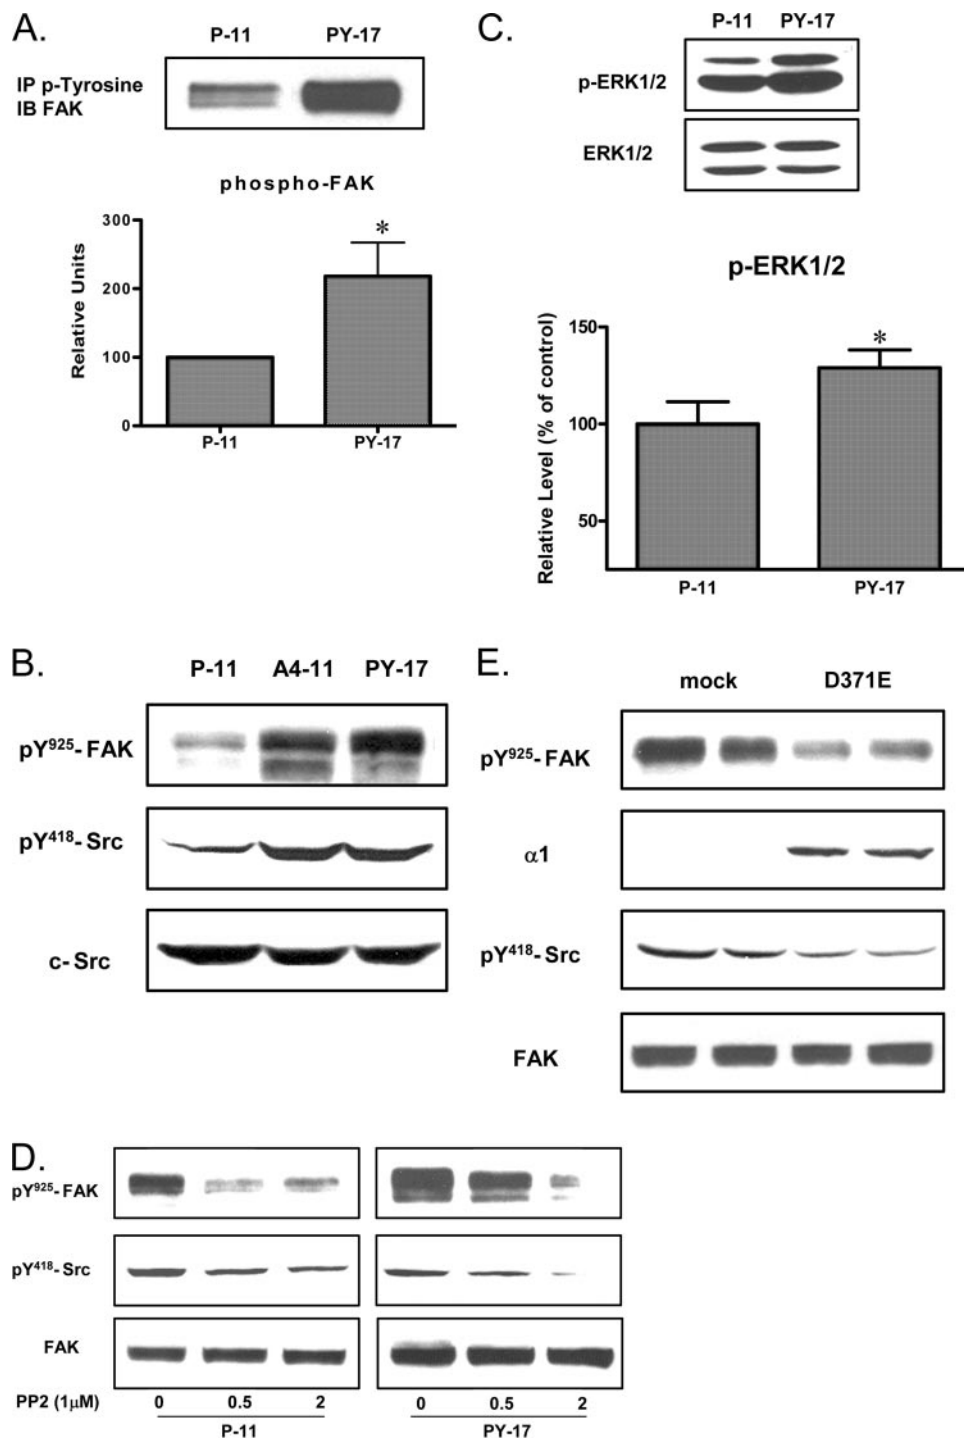 A.
P-11 PY-17
IP p-Tyrosine
IB FAK
phospho-FAK
Relative Units
300
*
200
100
0
P-11 PY-17
C.
P-11 PY-17
p-ERK1/2
ERK1/2
p-ERK1/2
Relative Level (% of control)
150
*
100
50
P-11 PY-17
B.
P-11 A4-11 PY-17
pY⁹²⁵-FAK
pY⁴¹⁸-Src
c-Src
E.
mock D371E
pY⁹²⁵-FAK
α1
pY⁴¹⁸-Src
FAK
D.
pY⁹²⁵-FAK
pY⁴¹⁸-Src
FAK
PP2 (1μM) 0 0.5 2 0 0.5 2
P-11 PY-17